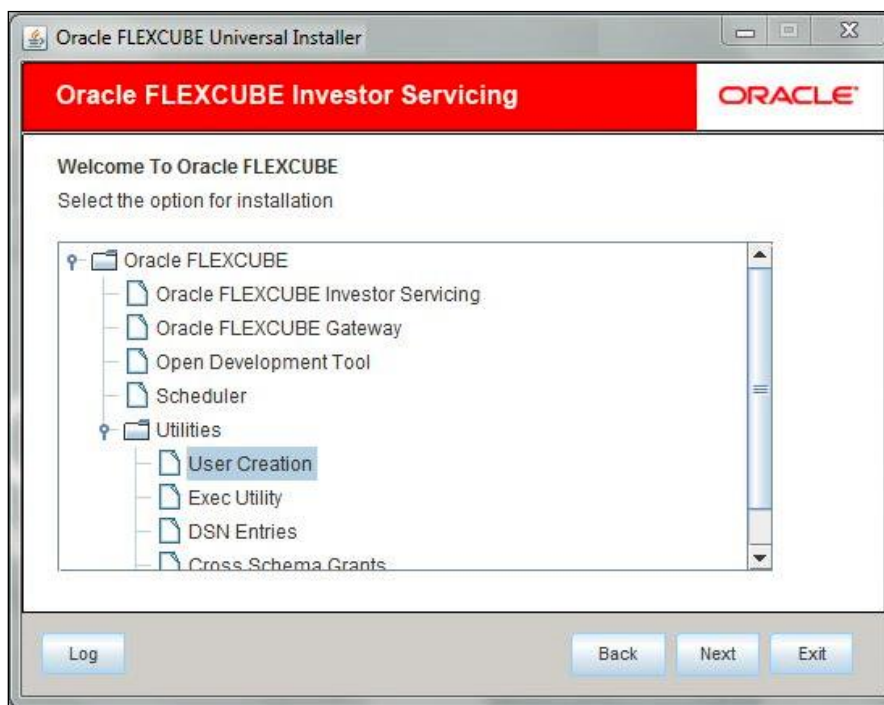 Oracle FLEXCUBE Universal Installer
Oracle FLEXCUBE Investor Servicing
ORACLE
Welcome To Oracle FLEXCUBE
Select the option for installation
Oracle FLEXCUBE
Oracle FLEXCUBE Investor Servicing
Oracle FLEXCUBE Gateway
Open Development Tool
Scheduler
Utilities
User Creation
Exec Utility
DSN Entries
Cross Schema Grants
Log
Back
Next
Exit